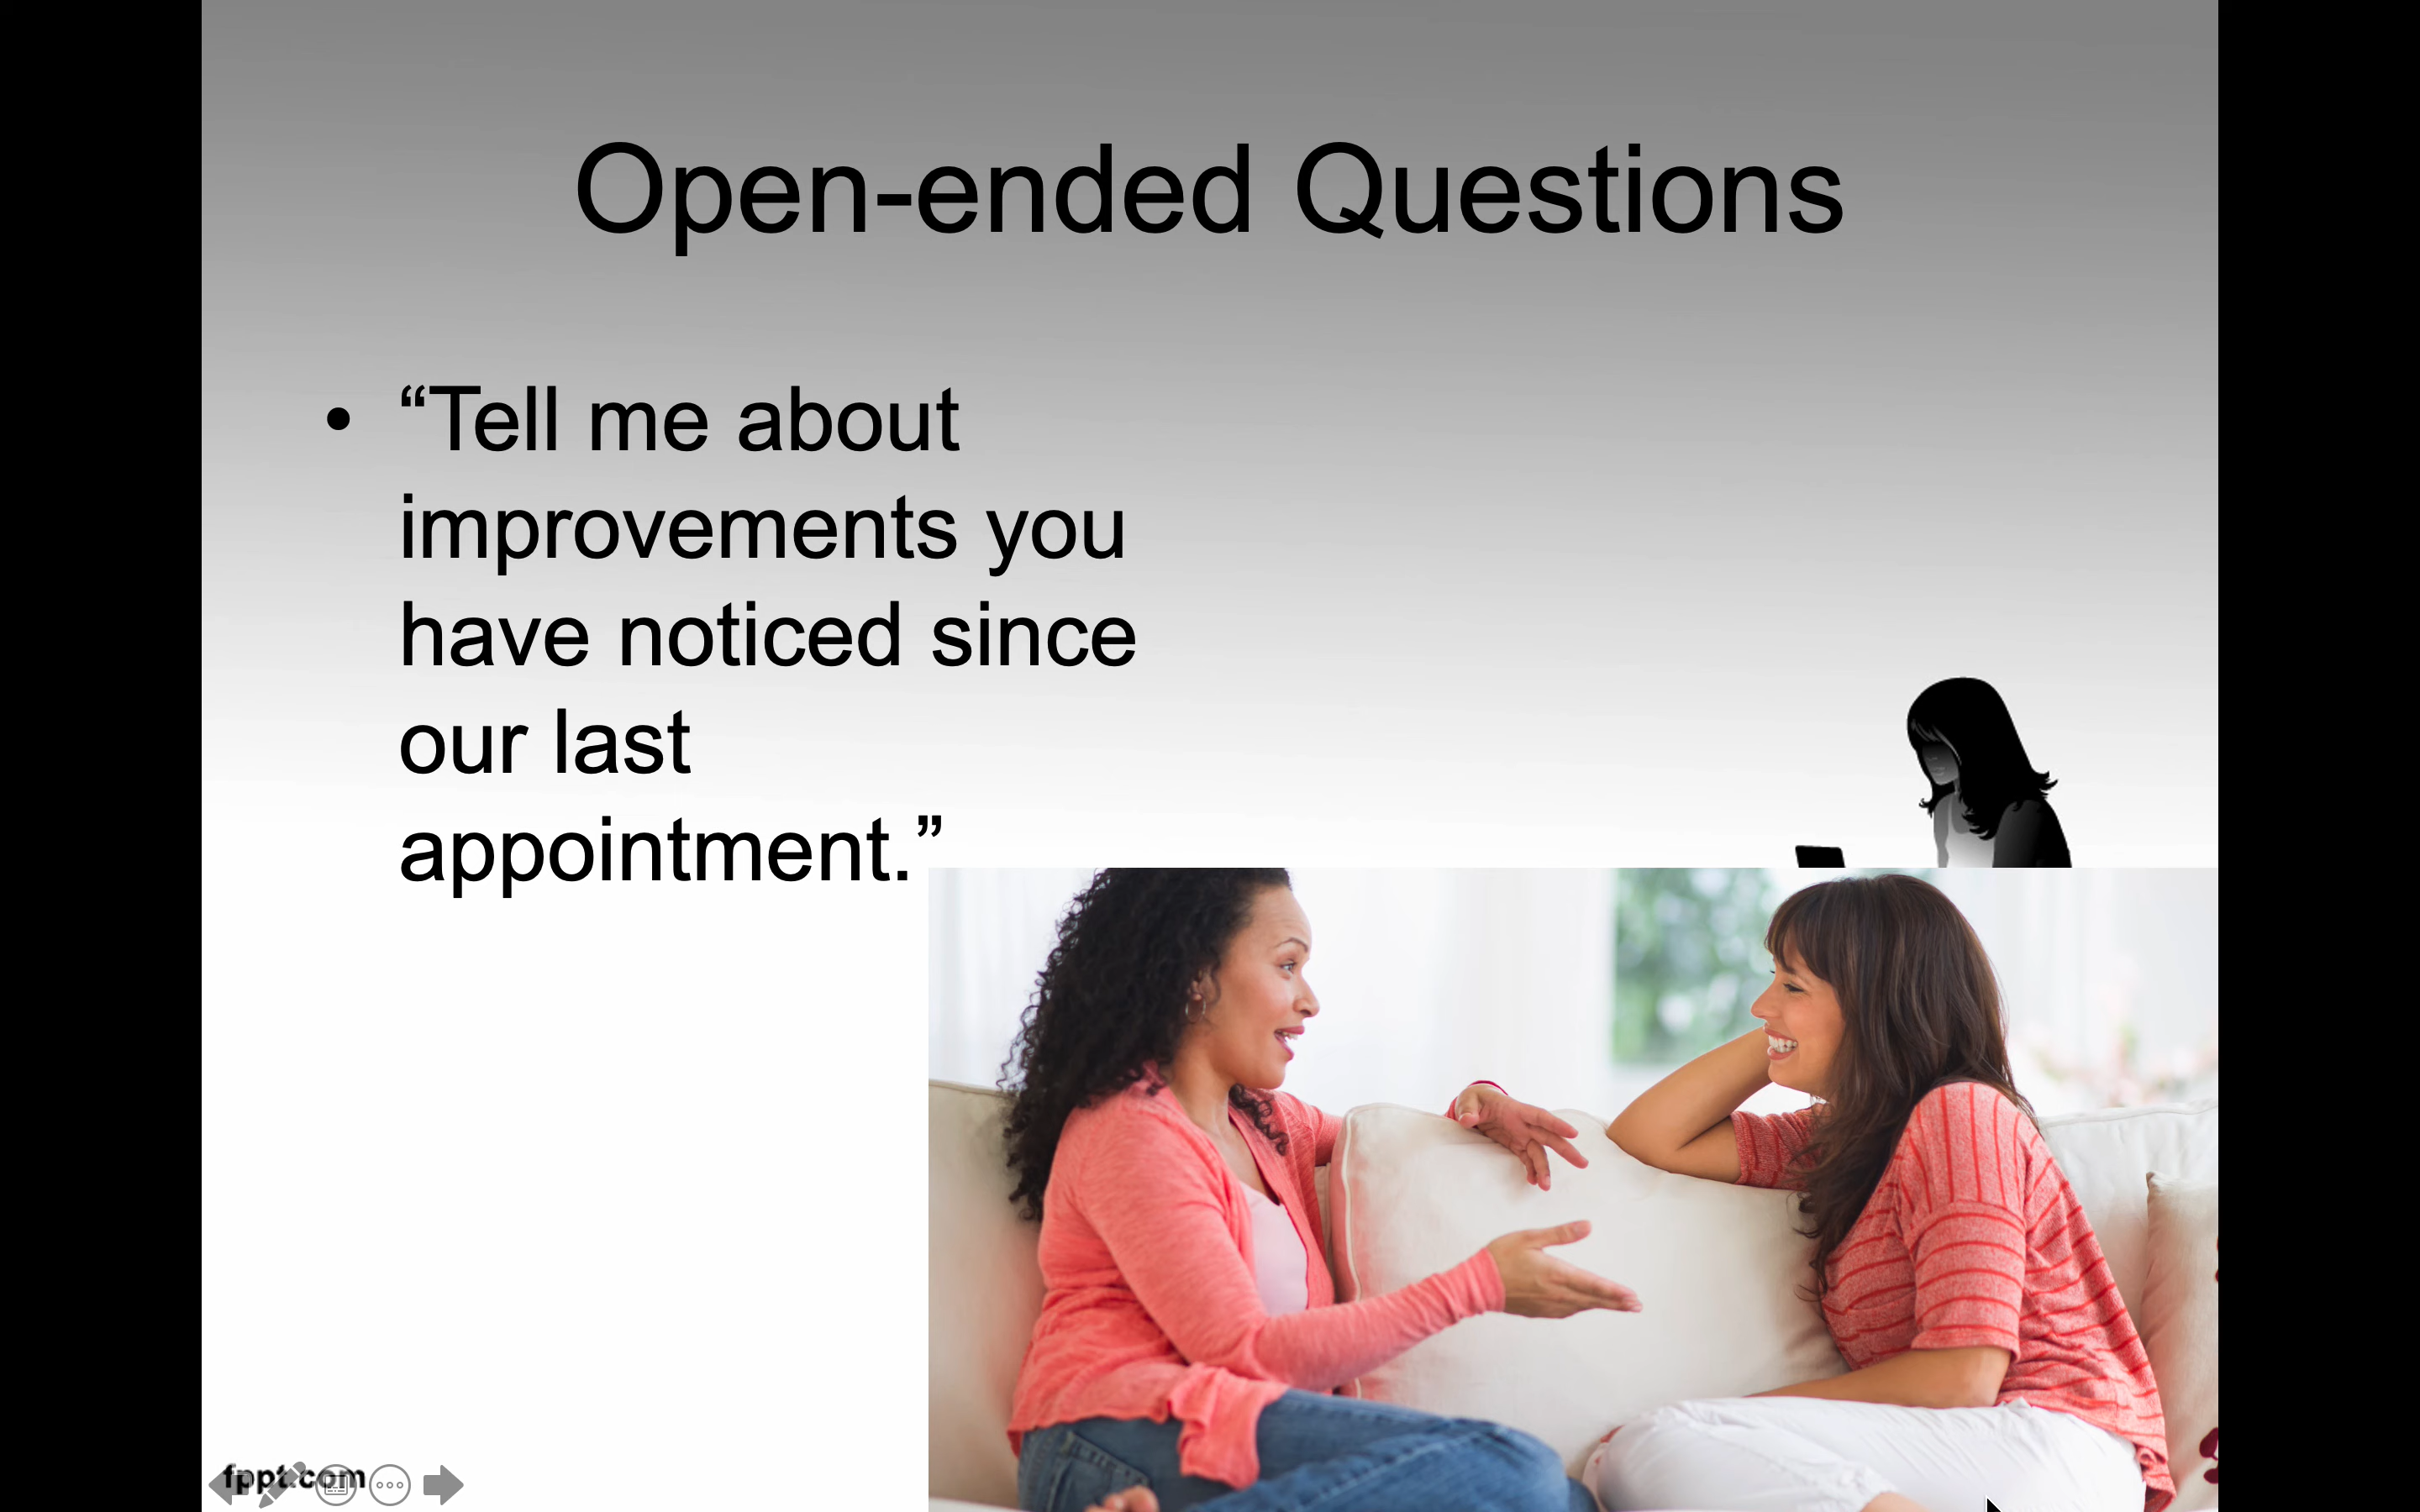 Open-ended Questions
• “Tell me about
improvements you
have noticed since
our last
appointment.”
fppt.com